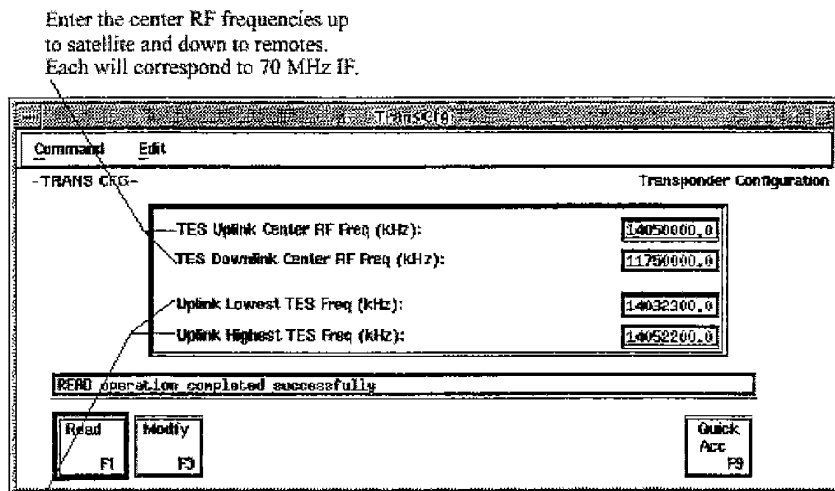 Enter the center RF frequencies up
to satellite and down to remotes.
Each will correspond to 70 MHz IF.
TransCfg
Command Edit
-TRANS CFG- Transponder Configuration
TES Uplink Center RF Freq (kHz): 14050000.0
TES Downlink Center RF Freq (kHz): 11750000.0
Uplink Lowest TES Freq (kHz): 14032300.0
Uplink Highest TES Freq (kHz): 14052200.0
READ operation completed successfully
Read F1
Modify F3
Quick Acc F9